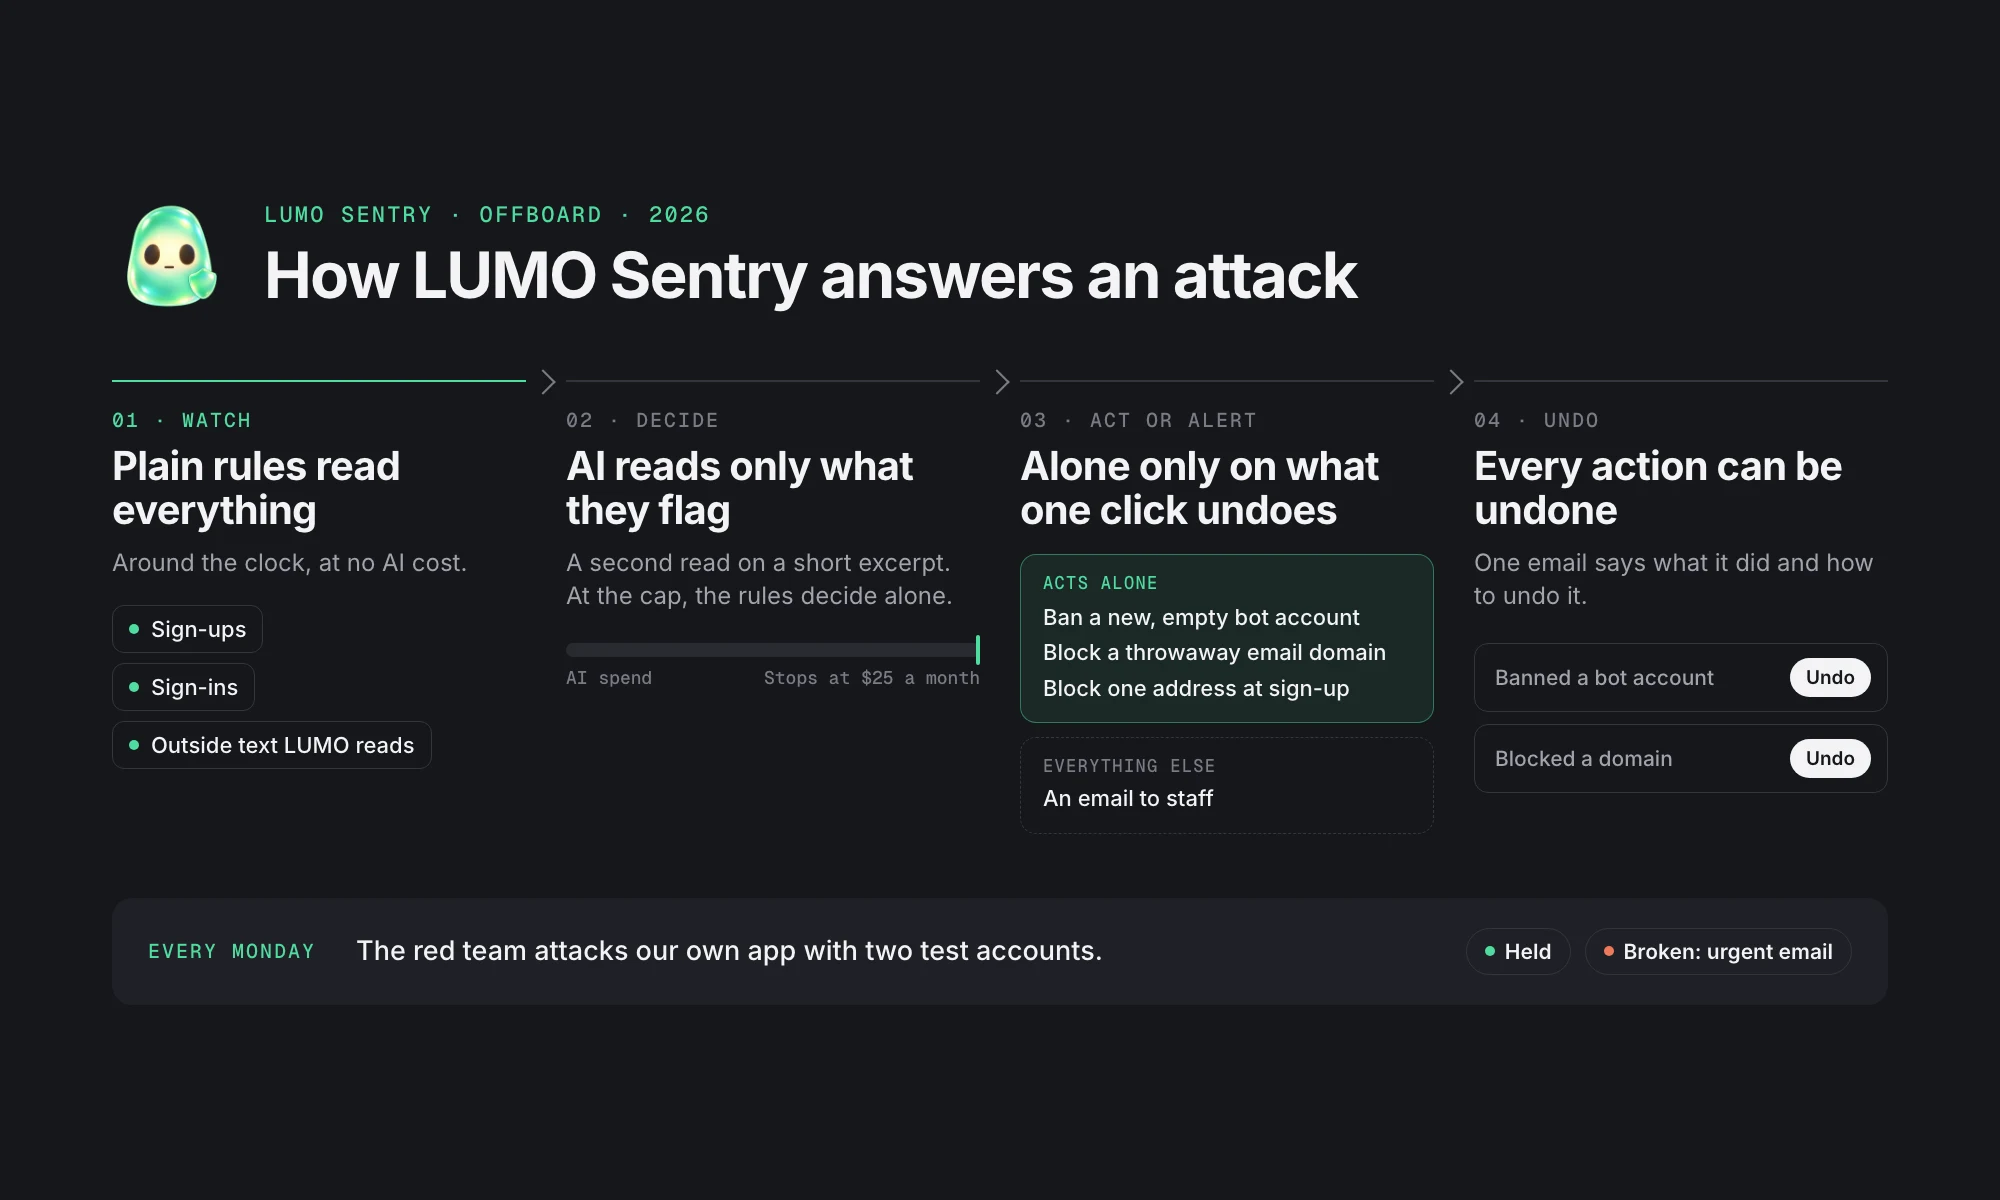 LUMO SENTRY · OFFBOARD · 2026
How LUMO Sentry answers an attack
01 · WATCH
Plain rules read
everything
Around the clock, at no AI cost.
Sign-ups
Sign-ins
Outside text LUMO reads
02 · DECIDE
AI reads only what
they flag
A second read on a short excerpt.
At the cap, the rules decide alone.
AI spend
Stops at $25 a month
03 · ACT OR ALERT
Alone only on what
one click undoes
ACTS ALONE
Ban a new, empty bot account
Block a throwaway email domain
Block one address at sign-up
EVERYTHING ELSE
An email to staff
04 · UNDO
Every action can be
undone
One email says what it did and how
to undo it.
Banned a bot account
Undo
Blocked a domain
Undo
EVERY MONDAY
The red team attacks our own app with two test accounts.
Held
Broken: urgent email